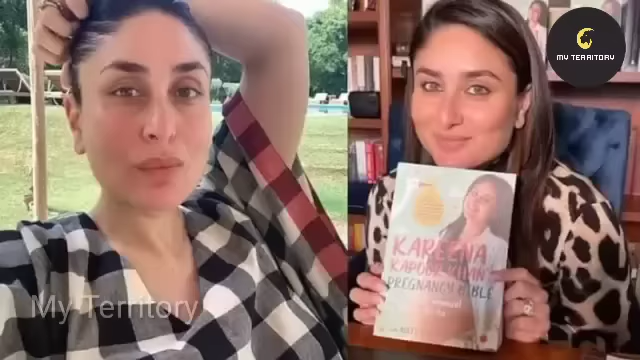 MY TERRITORY
KAREENA
KAPOOR KHAN
PREGNANCY BIBLE
My Territory